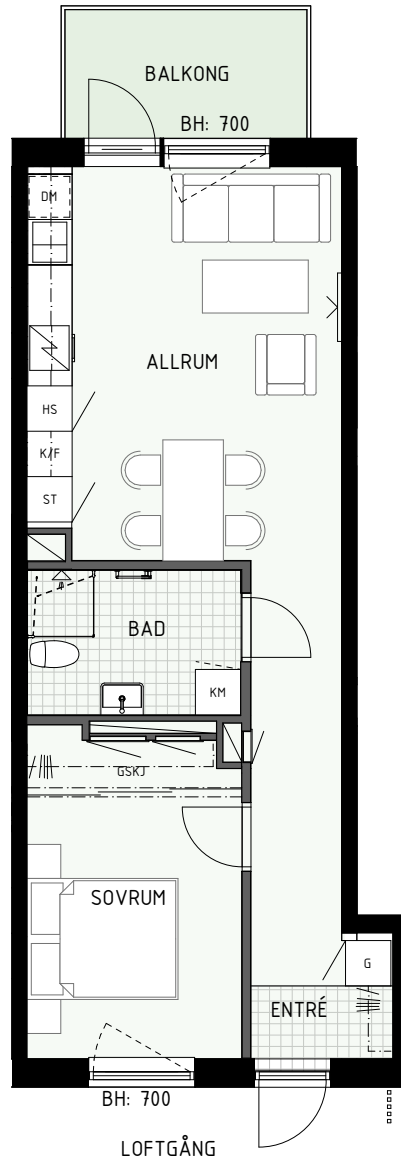 BALKONG
BH: 700
DM
ALLRUM
HS
K/F
ST
BAD
KM
GSKJ
SOVRUM
G
ENTRÉ
BH: 700
LOFTGÅNG